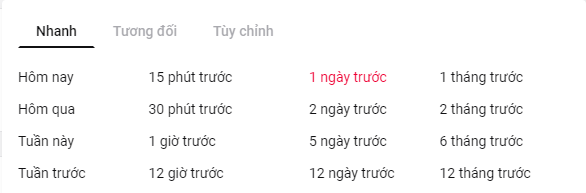 Nhanh Tương đối Tùy chỉnh
Hôm nay 15 phút trước 1 ngày trước 1 tháng trước
Hôm qua 30 phút trước 2 ngày trước 2 tháng trước
Tuần này 1 giờ trước 5 ngày trước 6 tháng trước
Tuần trước 12 giờ trước 12 ngày trước 12 tháng trước